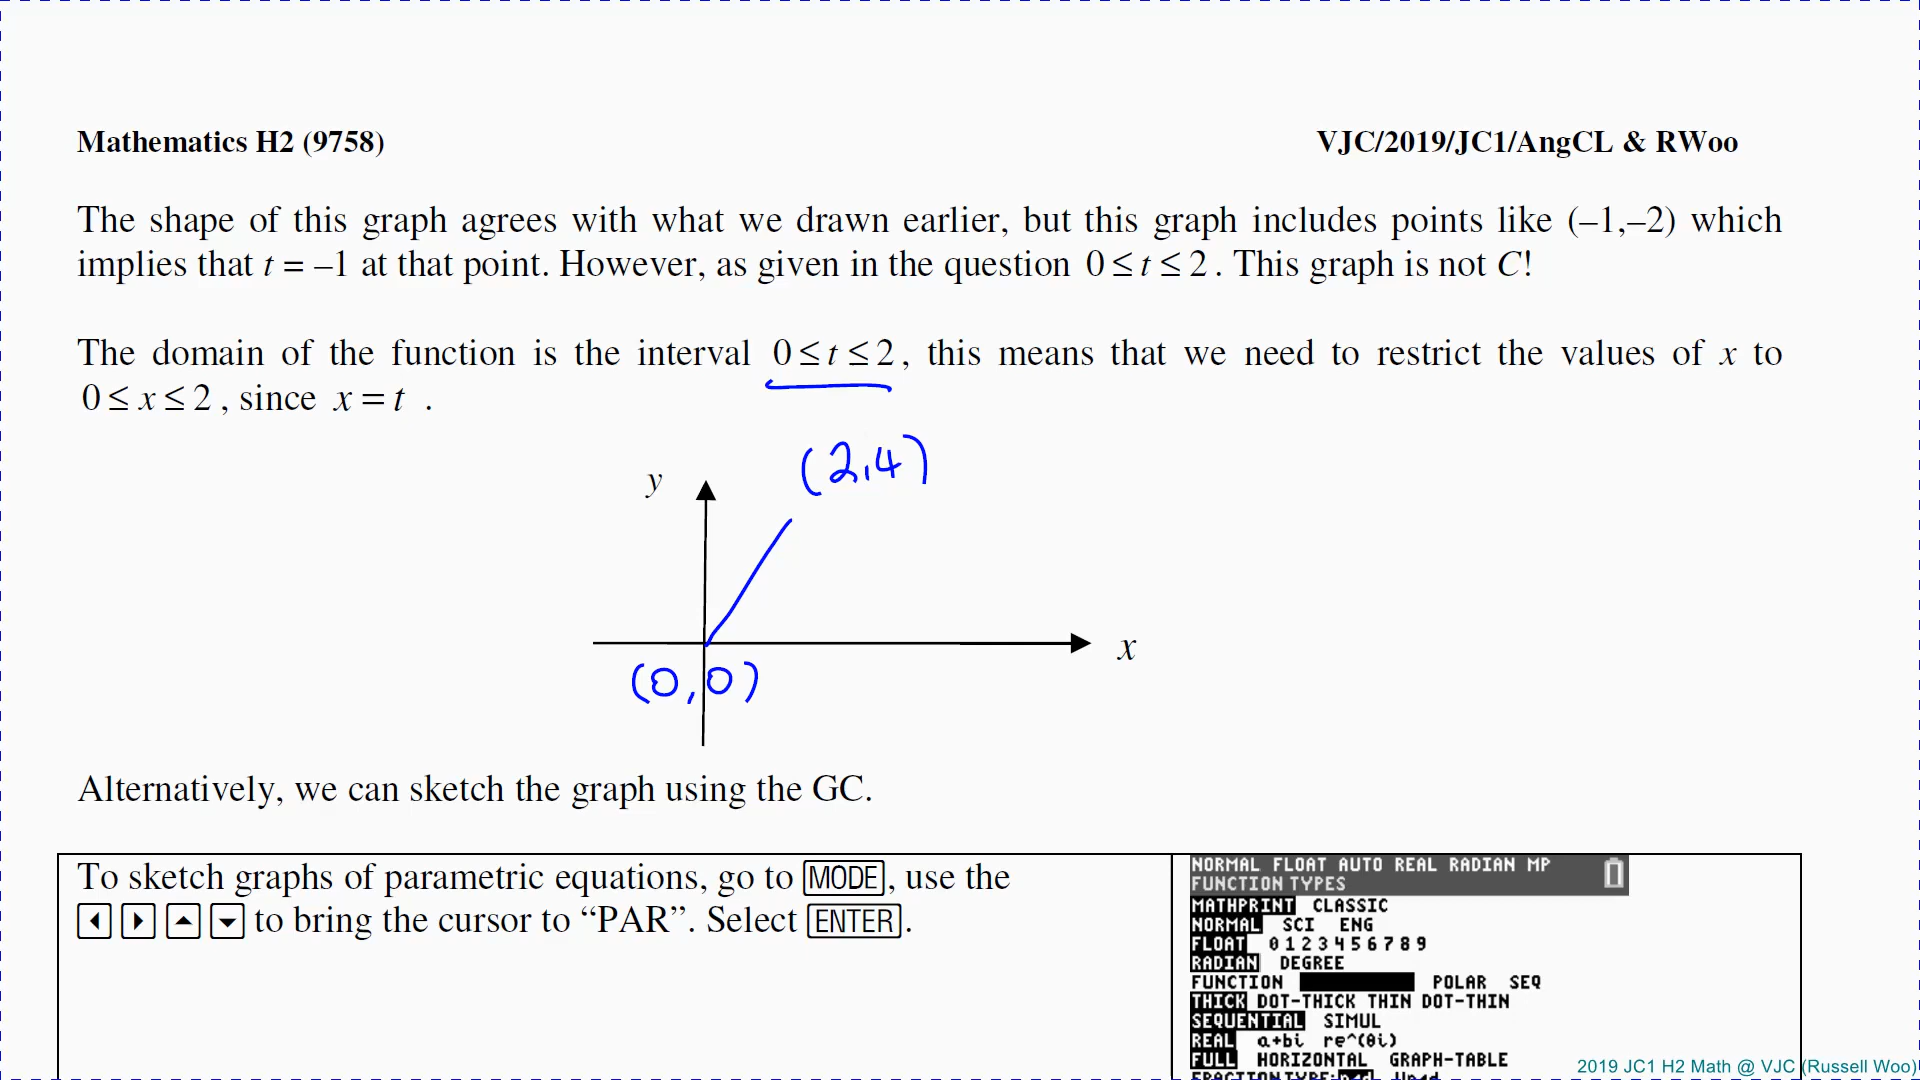 Mathematics H2 (9758) VJC/2019/JC1/AngCL & RWoo
The shape of this graph agrees with what we drawn earlier, but this graph includes points like (–1,–2) which
implies that t = –1 at that point. However, as given in the question 0 ≤ t ≤ 2. This graph is not C!
The domain of the function is the interval 0 ≤ t ≤ 2, this means that we need to restrict the values of x to
0 ≤ x ≤ 2, since x = t .
(2,4)
y
x
(0,0)
Alternatively, we can sketch the graph using the GC.
To sketch graphs of parametric equations, go to MODE, use the
to bring the cursor to “PAR”. Select ENTER.
NORMAL FLOAT AUTO REAL RADIAN MP
FUNCTION TYPES
MATHPRINT CLASSIC
NORMAL SCI ENG
FLOAT 0 1 2 3 4 5 6 7 8 9
RADIAN DEGREE
FUNCTION POLAR SEQ
THICK DOT-THICK THIN DOT-THIN
SEQUENTIAL SIMUL
REAL a+bi re^(θi)
FULL HORIZONTAL GRAPH-TABLE
2019 JC1 H2 Math @ VJC (Russell Woo)